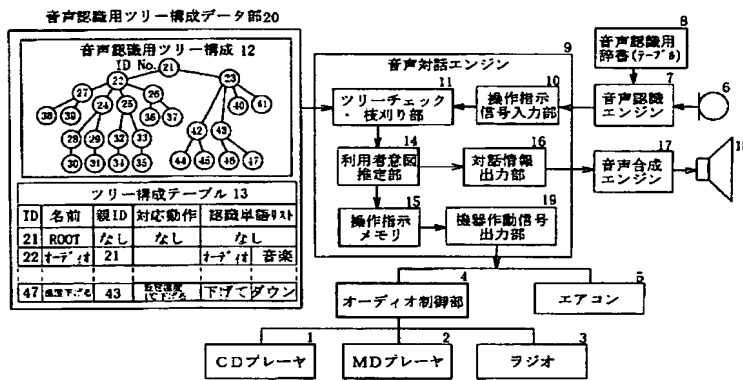 音声認識用ツリー構成データ部20
音声認識用ツリー構成 12
ID No.
21
22
23
27
24
25
26
38
39
28
29
32
33
36
37
40
41
42
43
30
31
34
35
44
45
46
47
ツリー構成テーブル 13
ID 名前 親ID 対応動作 認識単語リスト
21 ROOT なし なし なし
22 オーディオ 21 オーディオ 音楽
47 温度下げる 43 下げて ダウン
9
音声対話エンジン
11
ツリーチェック
・枝刈り部
10
操作指示
信号入力部
14
利用者意図
推定部
16
対話情報
出力部
15
操作指示
メモリ
19
機器作動信号
出力部
8
音声認識用
辞書(テーブル)
7
音声認識
エンジン
6
17
音声合成
エンジン
4
オーディオ制御部
5
エアコン
1
CDプレーヤ
2
MDプレーヤ
3
ラジオ